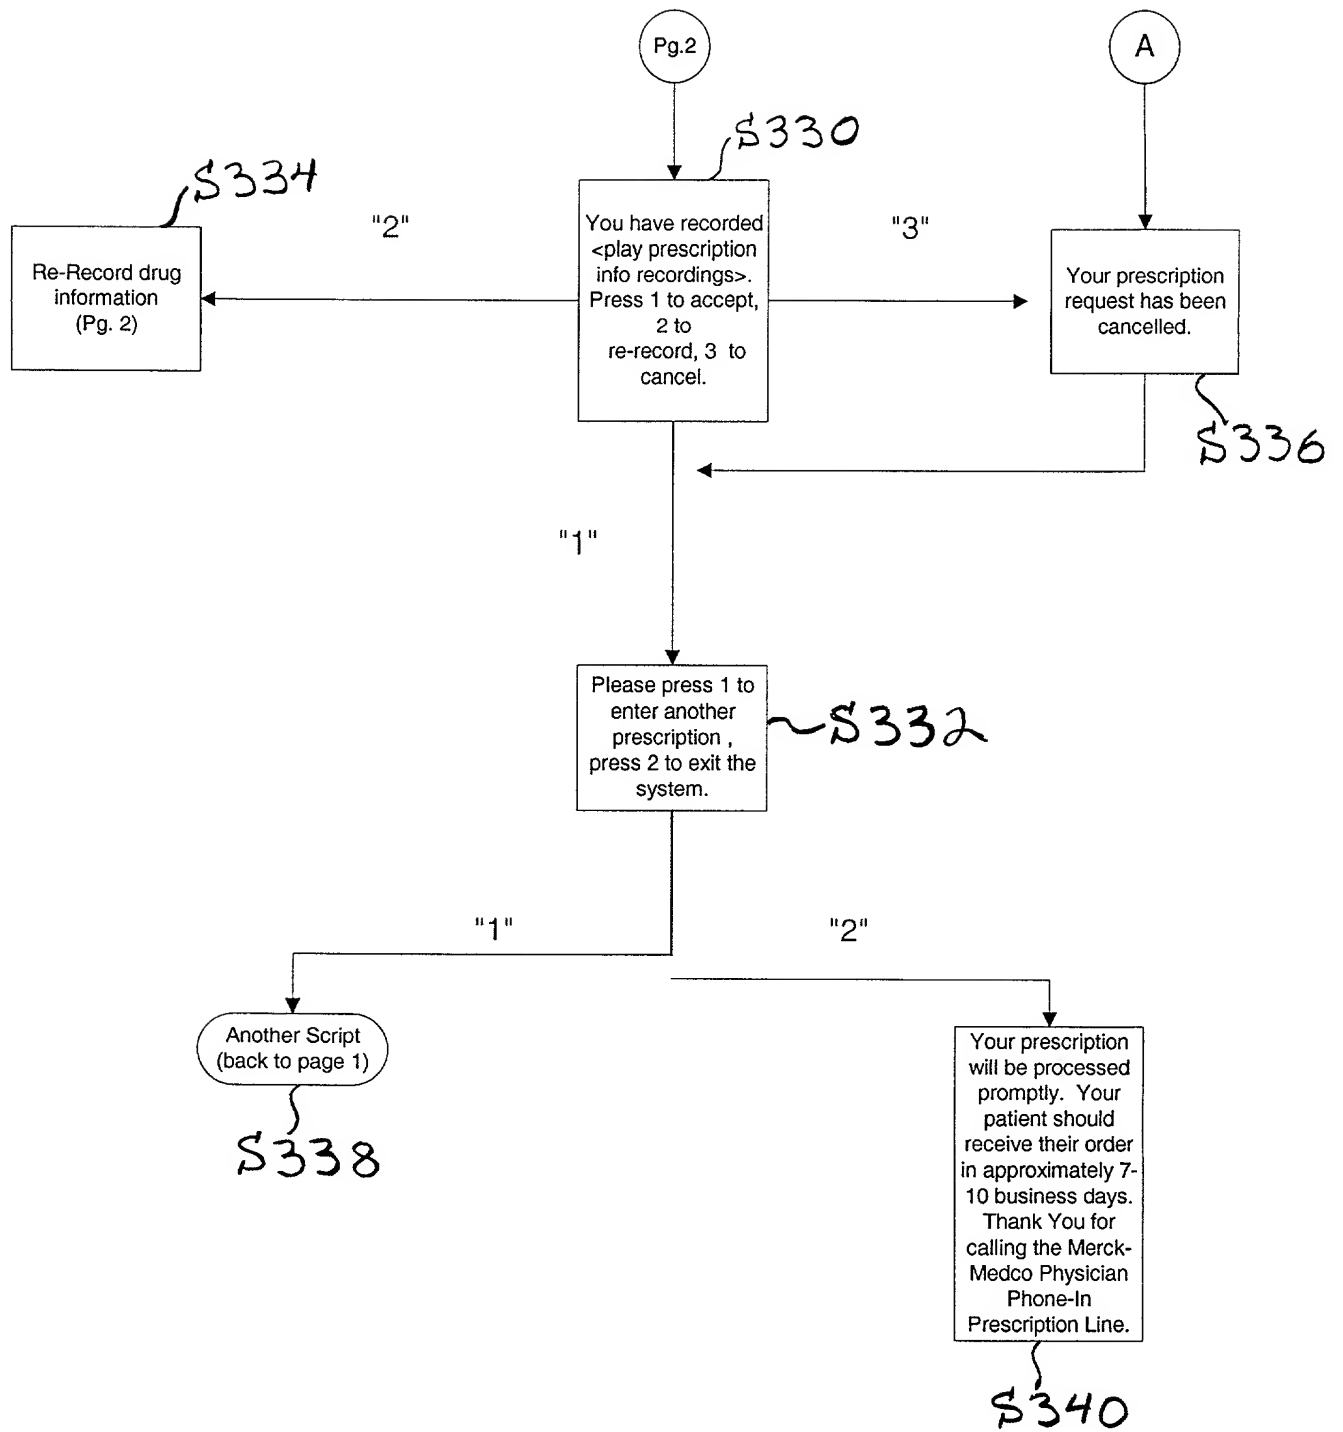 Pg.2
A
S330
S334
"2"
"3"
You have recorded
<play prescription
info recordings>.
Press 1 to accept,
2 to
re-record, 3 to
cancel.
Re-Record drug
information
(Pg. 2)
Your prescription
request has been
cancelled.
S336
"1"
Please press 1 to
enter another
prescription ,
press 2 to exit the
system.
S332
"1"
"2"
Another Script
(back to page 1)
S338
Your prescription
will be processed
promptly. Your
patient should
receive their order
in approximately 7-
10 business days.
Thank You for
calling the Merck-
Medco Physician
Phone-In
Prescription Line.
S340